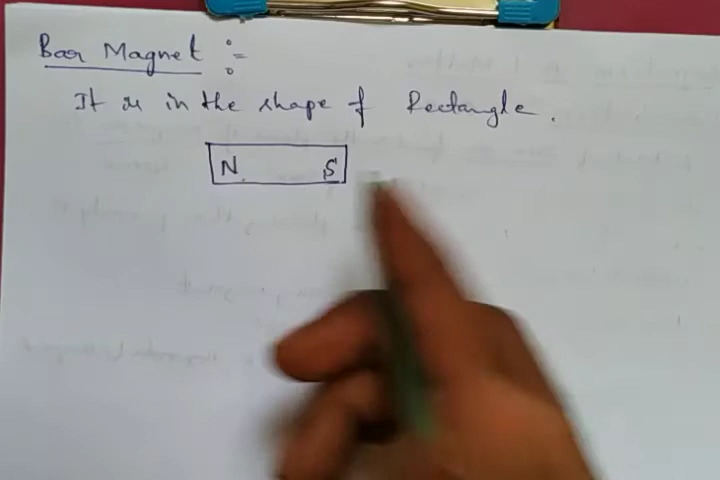 Bar Magnet :=
It is in the shape of Rectangle.
N S